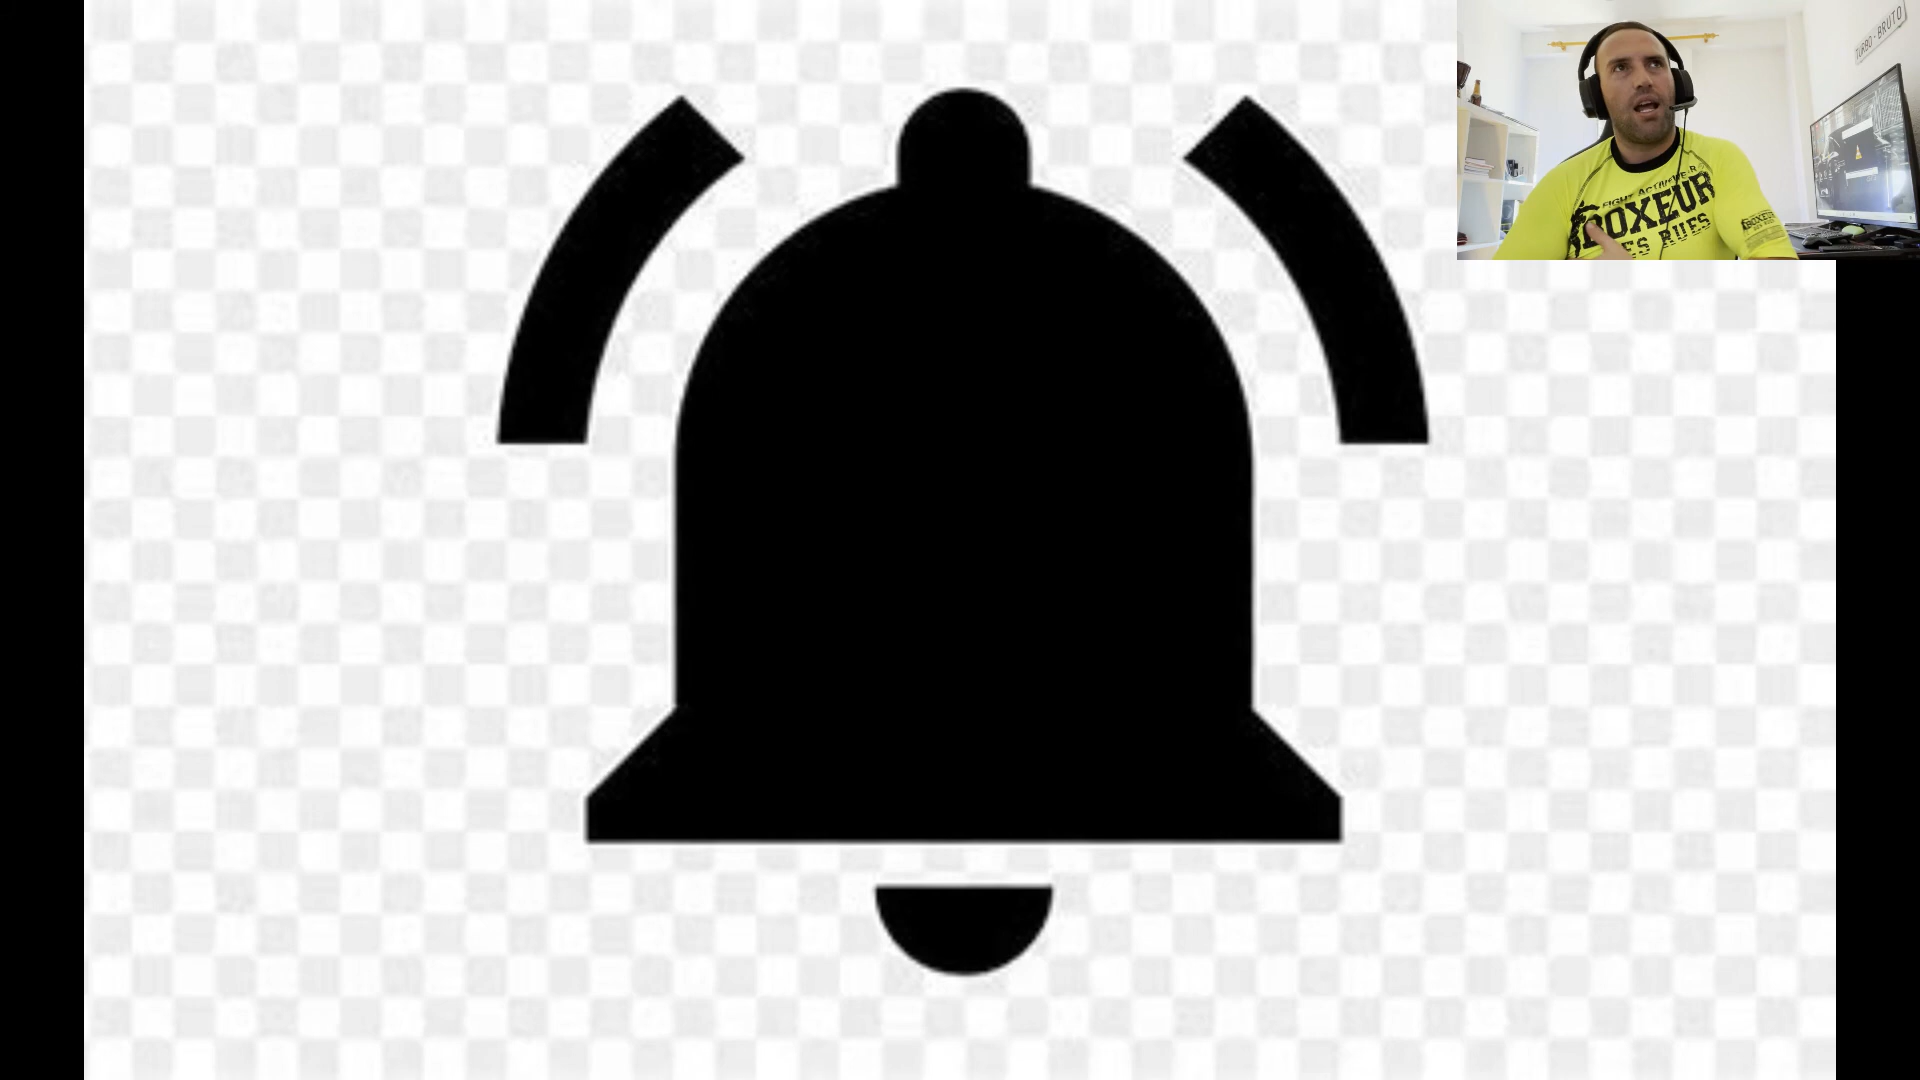 TURBO-BRUTO
FIGHT ACTIVEWEAR
BOXEUR
DES RUES
BOXEUR